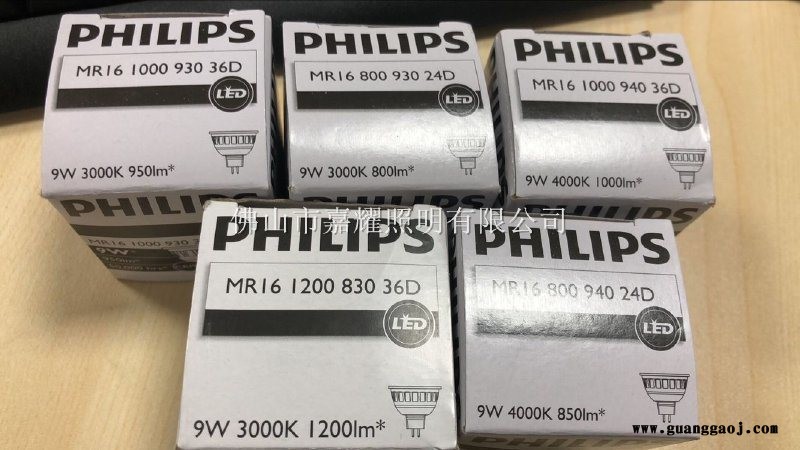 PHILIPS
MR16 1000 930 36D
LED
9W 3000K 950lm*
PHILIPS
MR16 800 930 24D
LED
9W 3000K 800lm*
PHILIPS
MR16 1000 940 36D
LED
9W 4000K 1000lm*
MR16 1000 930
9W
950lm*
佛山市嘉耀照明有限公司
PHILIPS
MR16 1200 830 36D
LED
9W 3000K 1200lm*
PHILIPS
MR16 800 940 24D
LED
9W 4000K 850lm*
www.guanggaoj.com